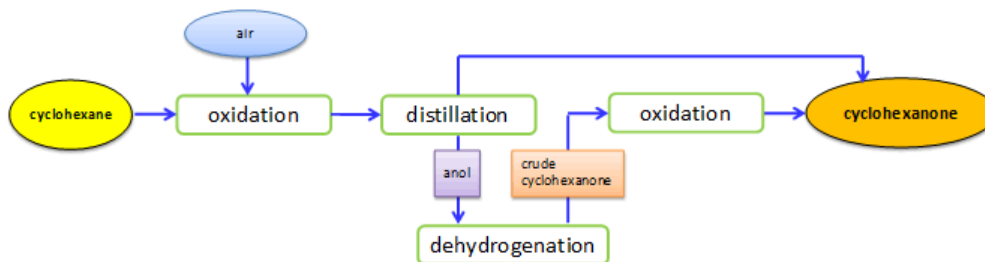 air
cyclohexane
oxidation
distillation
oxidation
cyclohexanone
anol
crude
cyclohexanone
dehydrogenation